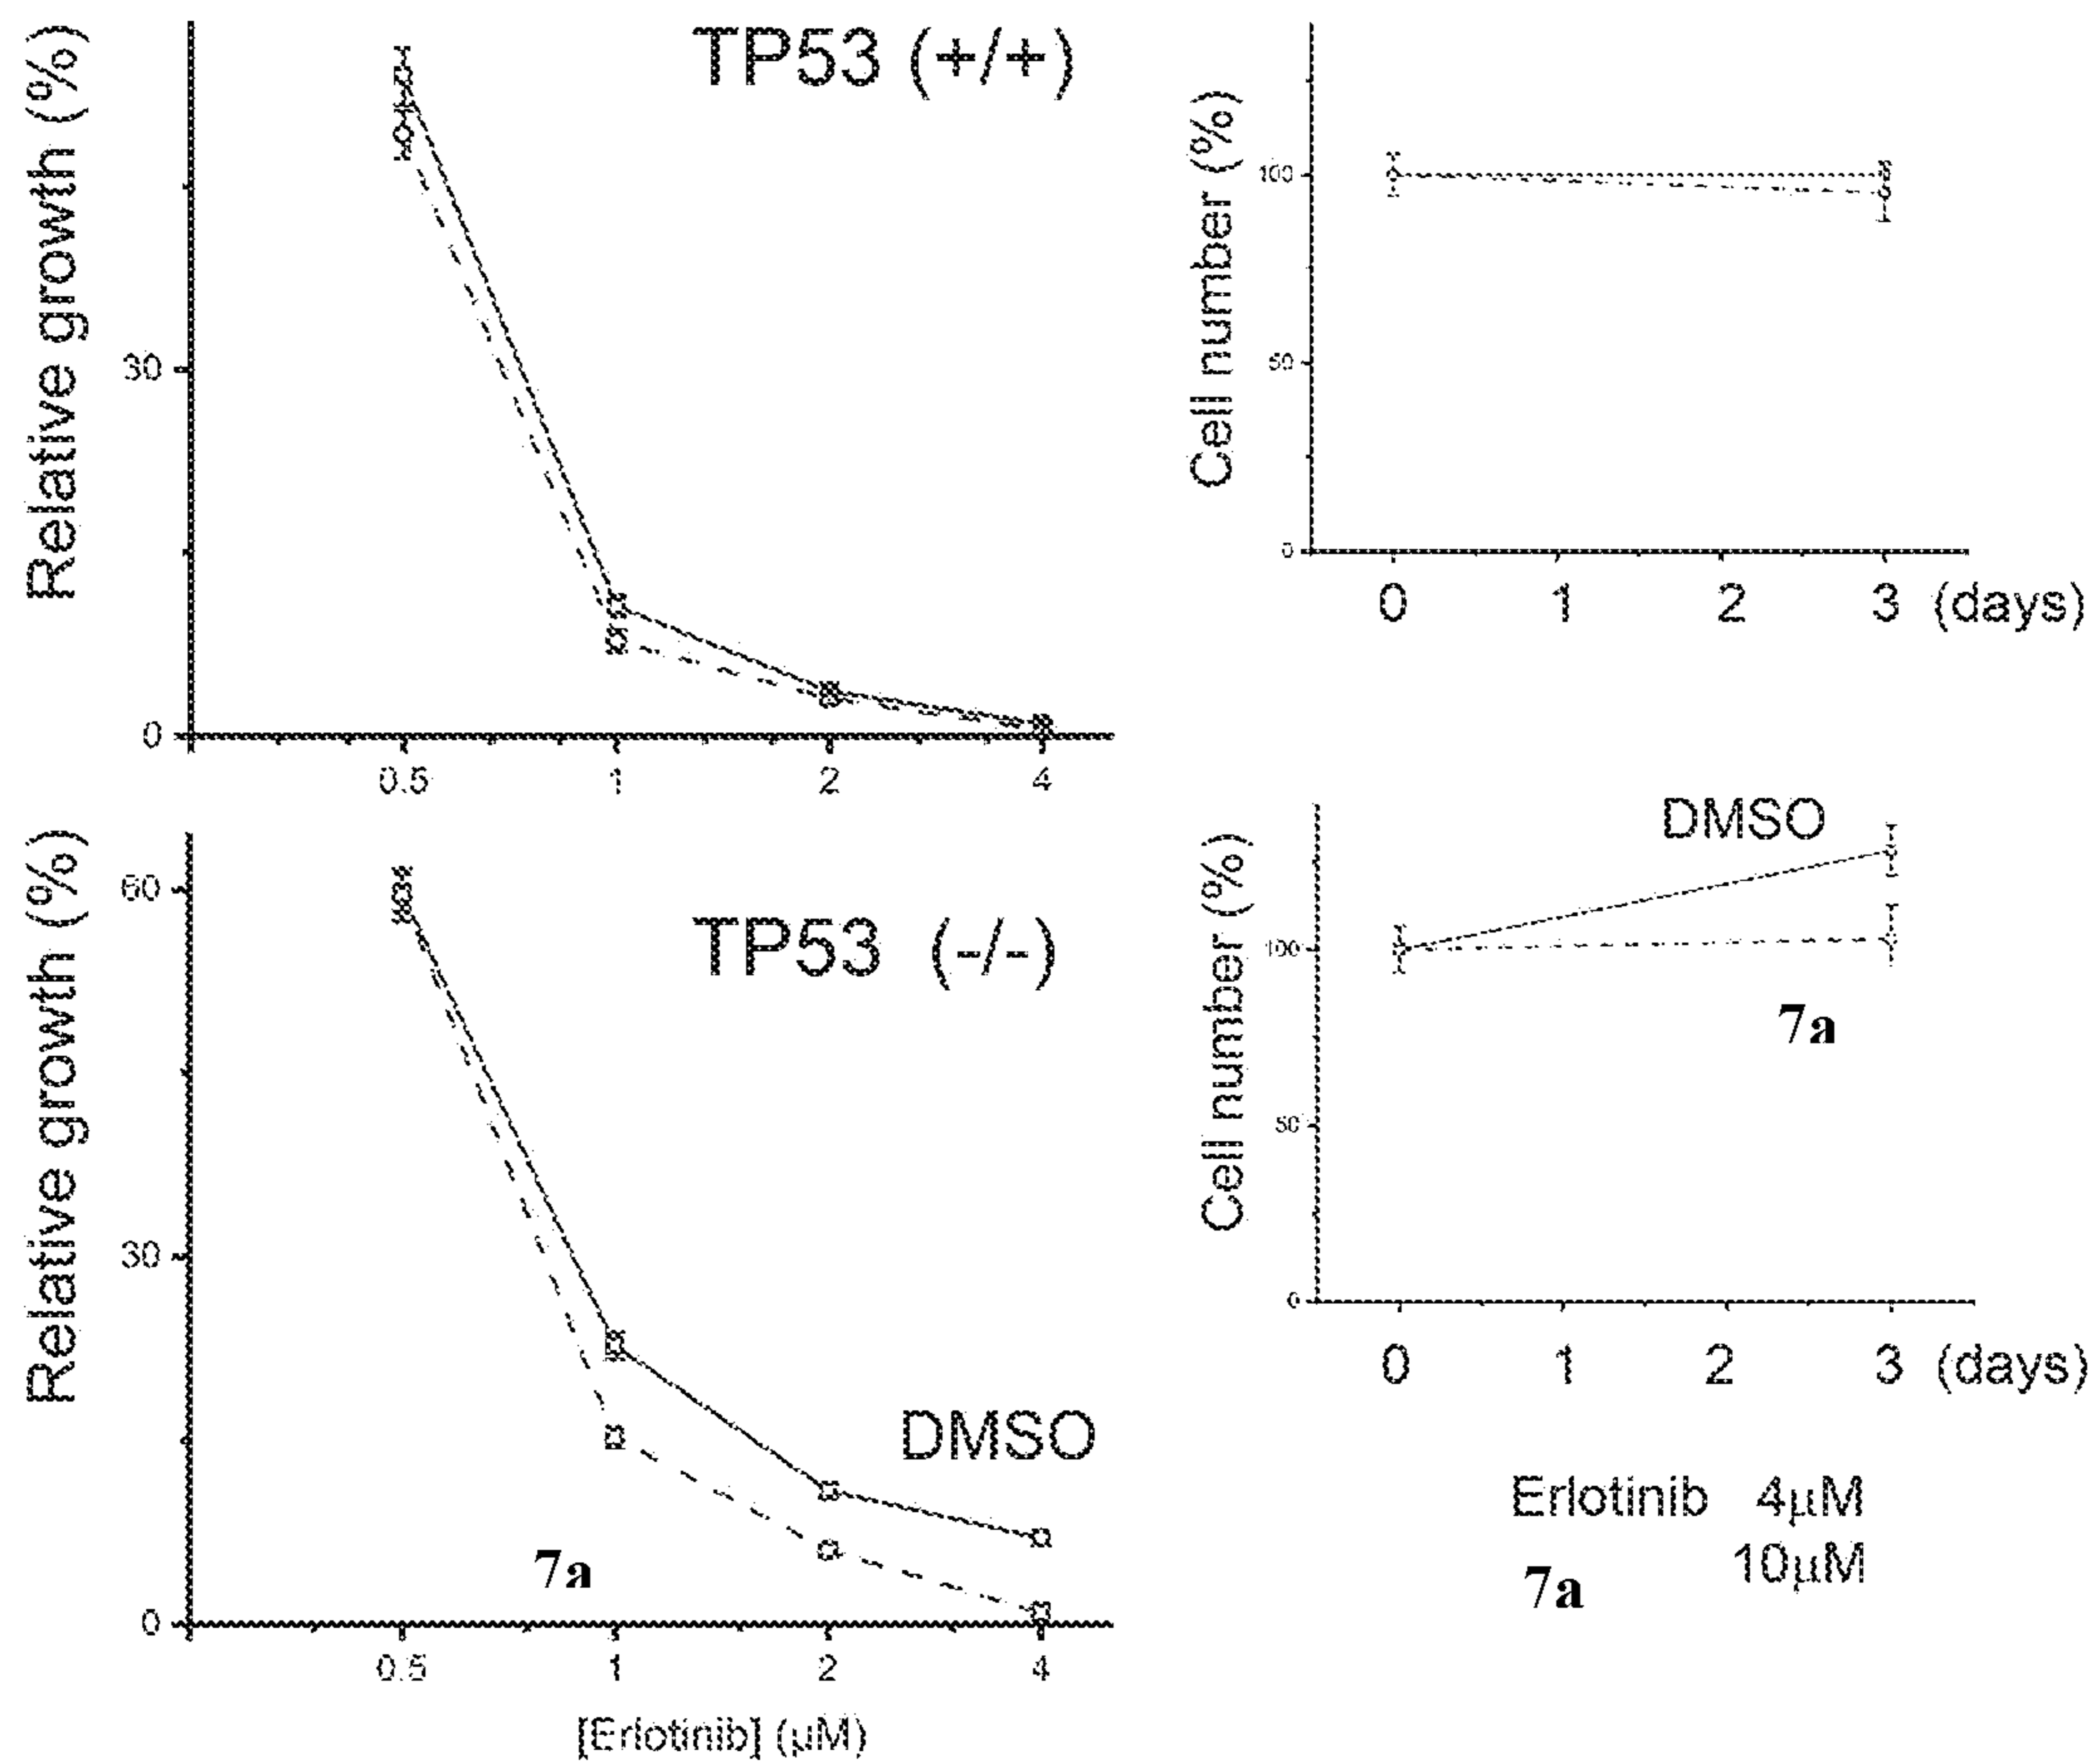 Relative growth (%)
TP53 (+/+)
30
0
0.5
1
2
4
Cell number (%)
100
50
0
0
1
2
3
(days)
Relative growth (%)
TP53 (-/-)
60
30
0
DMSO
7a
0.5
1
2
4
[Erlotinib] (μM)
Cell number (%)
DMSO
100
7a
50
0
0
1
2
3
(days)
Erlotinib 4μM
7a 10μM